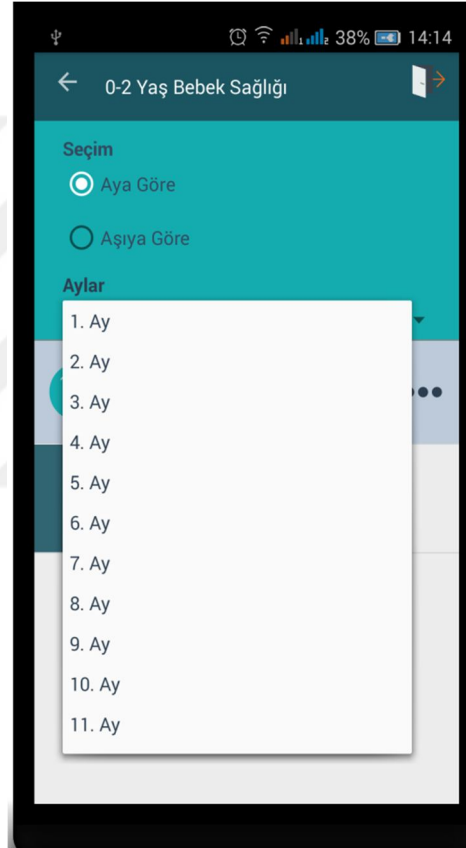 38% 14:14
0-2 Yaş Bebek Sağlığı
Seçim
Aya Göre
Aşıya Göre
Aylar
1. Ay
2. Ay
3. Ay
4. Ay
5. Ay
6. Ay
7. Ay
8. Ay
9. Ay
10. Ay
11. Ay